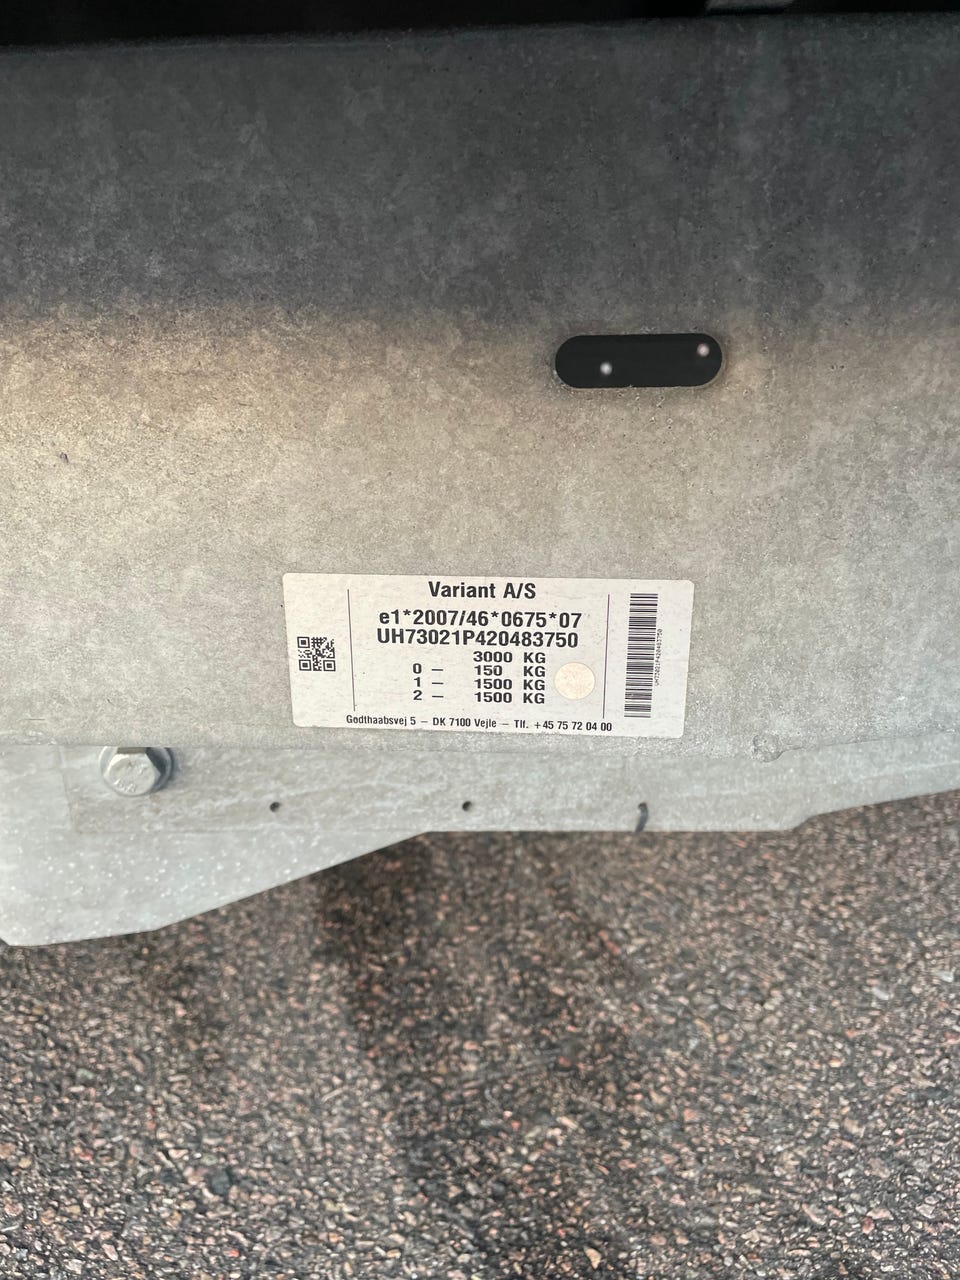 Variant A/S
e1*2007/46*0675*07
UH73021P420483750
3000 KG
0 – 150 KG
1 – 1500 KG
2 – 1500 KG
Godthaabsvej 5 – DK 7100 Vejle – Tlf. +45 75 72 04 00
UH73021P420483750